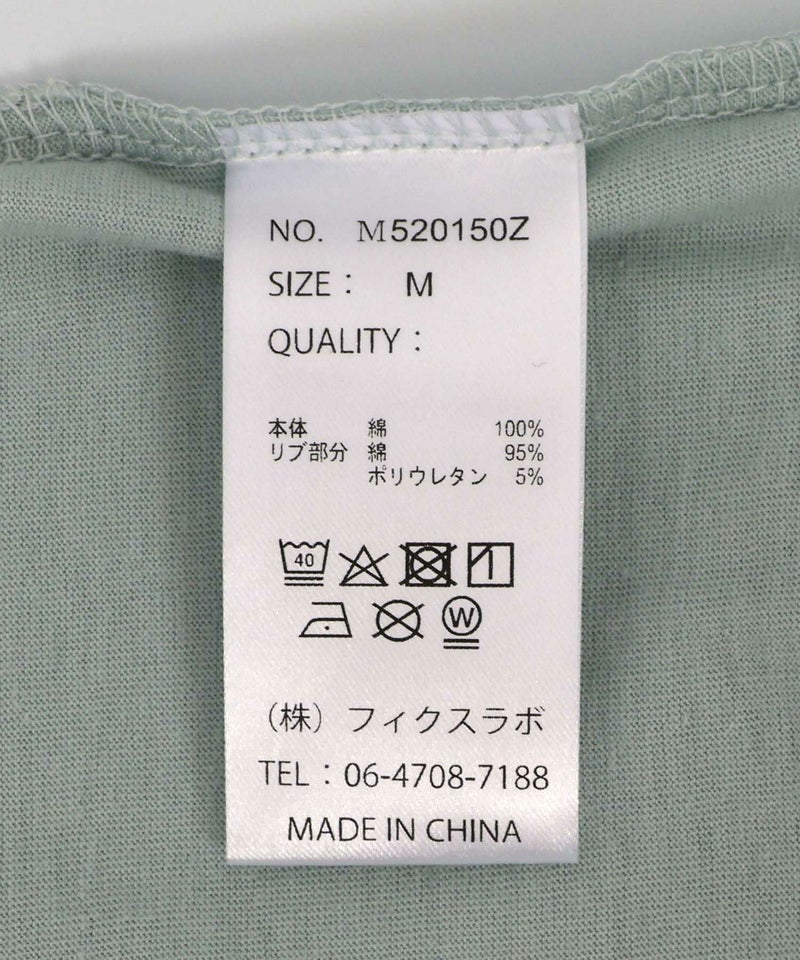 NO. M520150Z
SIZE： M
QUALITY：
本体 綿 100%
リブ部分 綿 95%
ポリウレタン 5%
40
W
（株）フィクスラボ
TEL：06-4708-7188
MADE IN CHINA